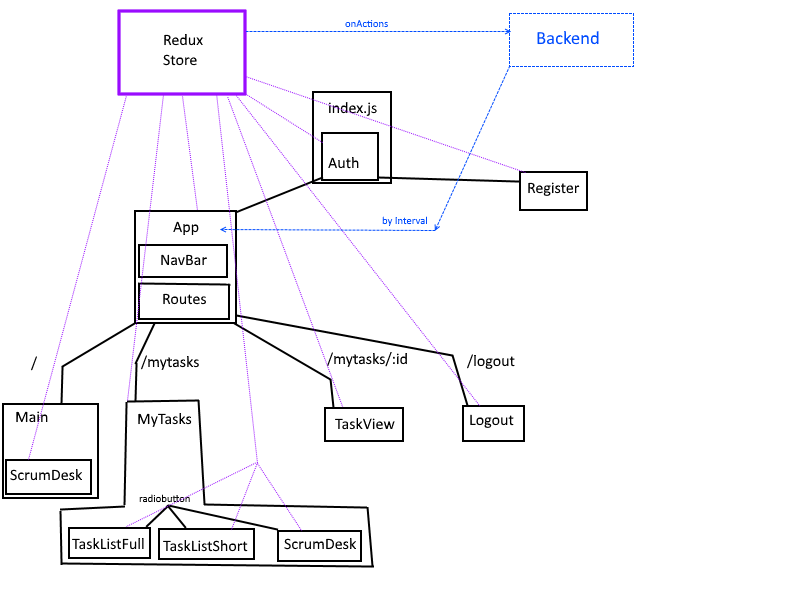 Redux
Store
onActions
Backend
index.js
Auth
Register
by Interval
App
NavBar
Routes
/
/mytasks
/mytasks/:id
/logout
Main
MyTasks
TaskView
Logout
ScrumDesk
radiobutton
TaskListFull
TaskListShort
ScrumDesk